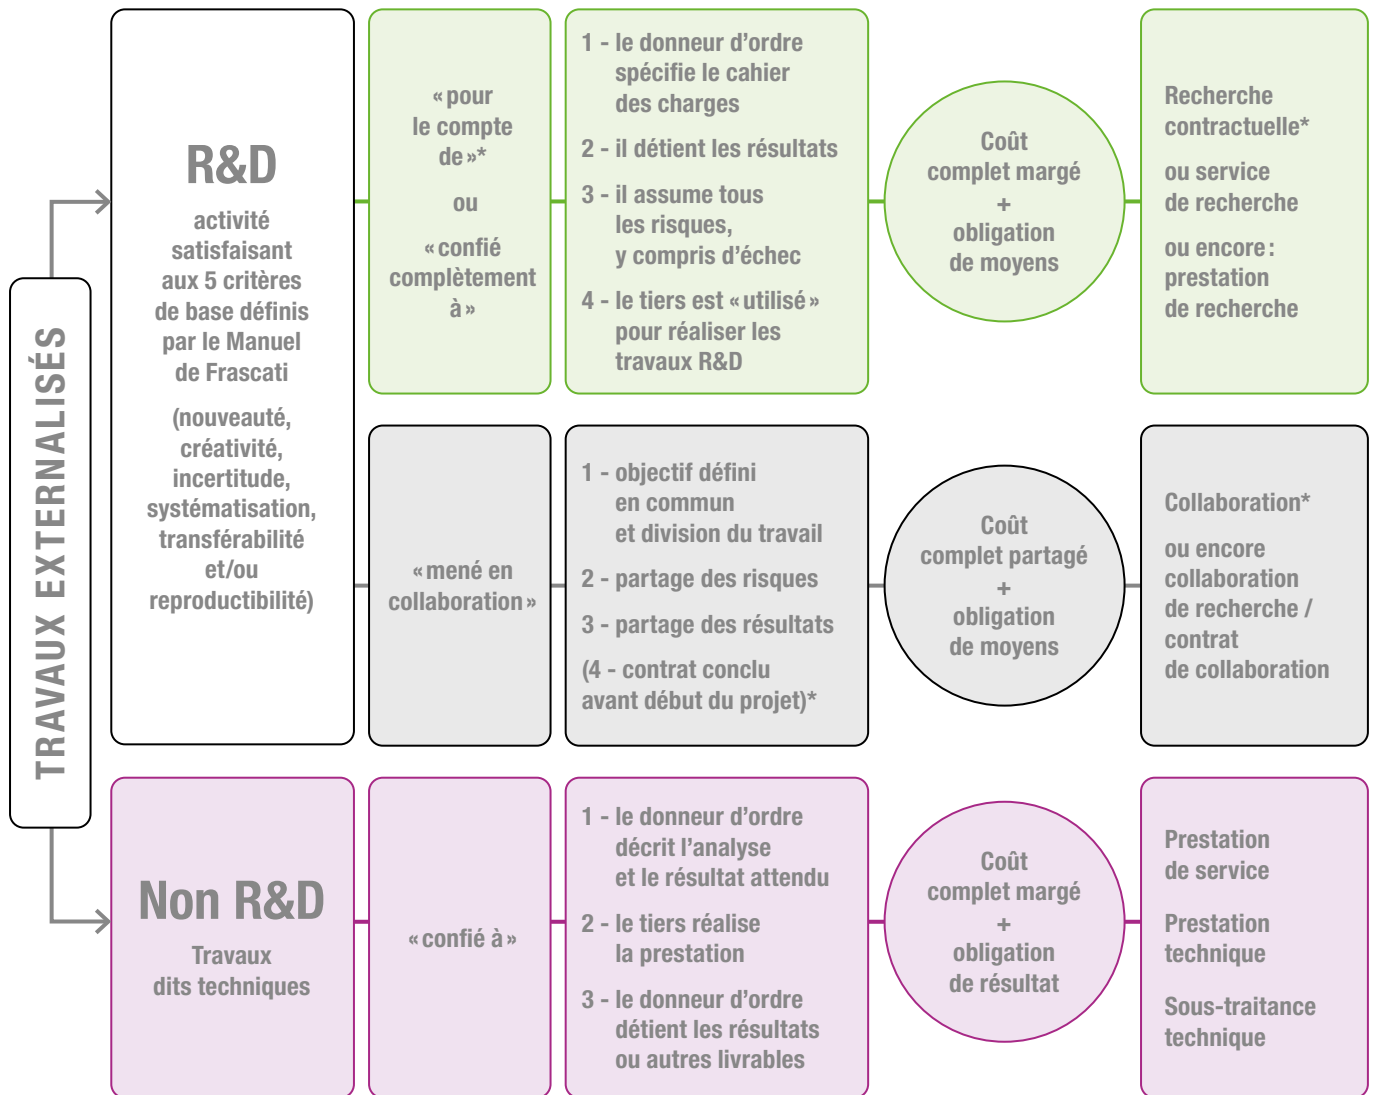 TRAVAUX EXTERNALISÉS
R&D
activité
satisfaisant
aux 5 critères
de base définis
par le Manuel
de Frascati
(nouveauté,
créativité,
incertitude,
systématisation,
transférabilité
et/ou
reproductibilité)
« pour
le compte
de »*
ou
« confié
complètement
à »
1 - le donneur d’ordre
spécifie le cahier
des charges
2 - il détient les résultats
3 - il assume tous
les risques,
y compris d’échec
4 - le tiers est « utilisé »
pour réaliser les
travaux R&D
Coût
complet margé
+
obligation
de moyens
Recherche
contractuelle*
ou service
de recherche
ou encore :
prestation
de recherche
« mené en
collaboration »
1 - objectif défini
en commun
et division du travail
2 - partage des risques
3 - partage des résultats
(4 - contrat conclu
avant début du projet)*
Coût
complet partagé
+
obligation
de moyens
Collaboration*
ou encore
collaboration
de recherche /
contrat
de collaboration
Non R&D
Travaux
dits techniques
« confié à »
1 - le donneur d’ordre
décrit l’analyse
et le résultat attendu
2 - le tiers réalise
la prestation
3 - le donneur d’ordre
détient les résultats
ou autres livrables
Coût
complet margé
+
obligation
de résultat
Prestation
de service
Prestation
technique
Sous-traitance
technique